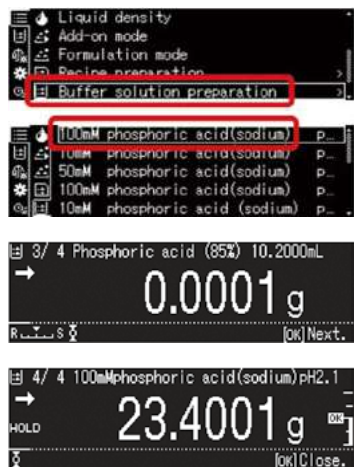 Liquid density
Add-on mode
Formulation mode
Recipe preparation >
Buffer solution preparation >
100mM phosphoric acid(sodium) p…
10mM phosphoric acid(sodium) p…
50mM phosphoric acid(sodium) p…
100mM phosphoric acid(sodium) p…
10mM phosphoric acid (sodium) p…
3/ 4 Phosphoric acid (85%) 10.2000mL
0.0001 g
R S [OK]Next.
4/ 4 100mMphosphoric acid(sodium)pH2.1
HOLD 23.4001 g OK
[OK]Close.